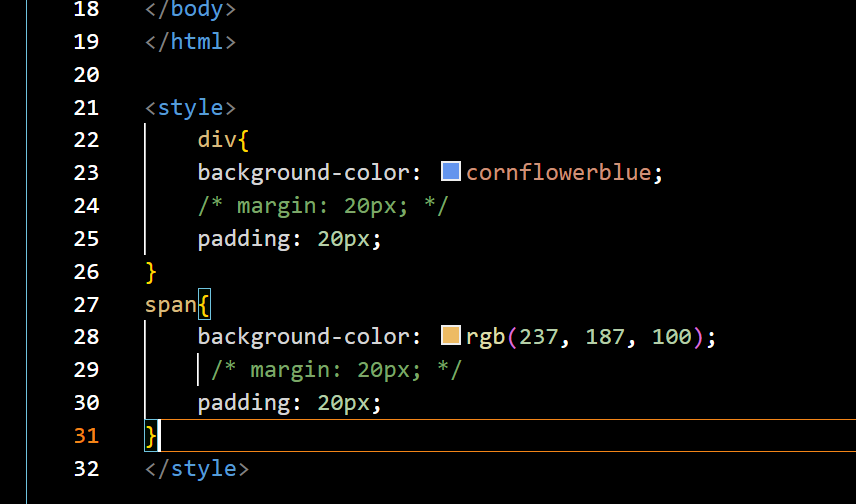 18 </body>
19 </html>
20
21 <style>
22 div{
23 background-color: cornflowerblue;
24 /* margin: 20px; */
25 padding: 20px;
26 }
27 span{
28 background-color: rgb(237, 187, 100);
29 /* margin: 20px; */
30 padding: 20px;
31 }
32 </style>